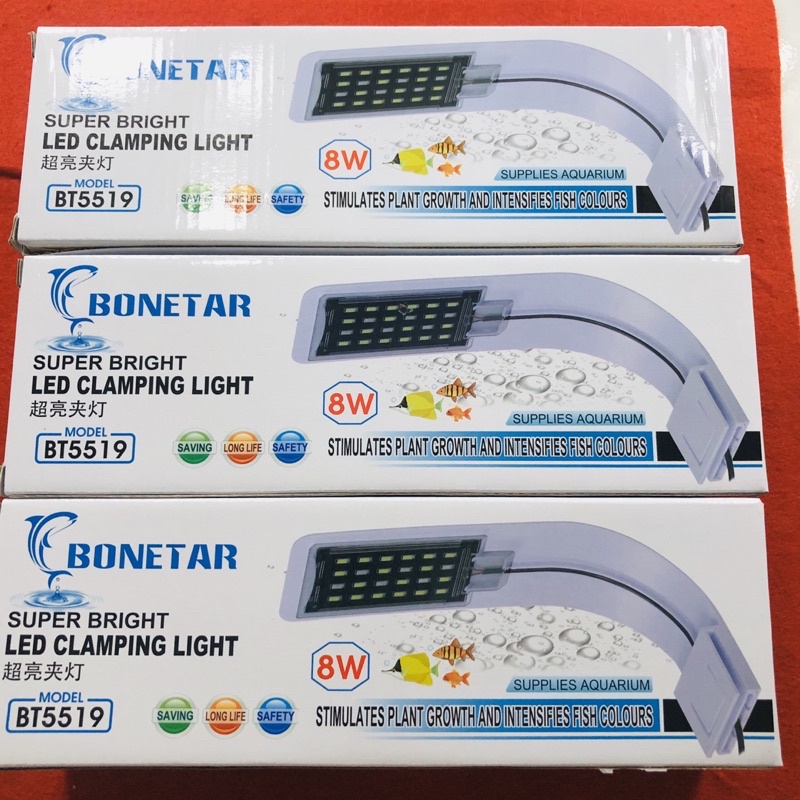 BONETAR
SUPER BRIGHT
LED CLAMPING LIGHT
超亮夹灯
MODEL
BT5519
SAVING
LONG LIFE
SAFETY
8W
SUPPLIES AQUARIUM
STIMULATES PLANT GROWTH AND INTENSIFIES FISH COLOURS
BONETAR
SUPER BRIGHT
LED CLAMPING LIGHT
超亮夹灯
MODEL
BT5519
SAVING
LONG LIFE
SAFETY
8W
SUPPLIES AQUARIUM
STIMULATES PLANT GROWTH AND INTENSIFIES FISH COLOURS
BONETAR
SUPER BRIGHT
LED CLAMPING LIGHT
超亮夹灯
MODEL
BT5519
SAVING
LONG LIFE
SAFETY
8W
SUPPLIES AQUARIUM
STIMULATES PLANT GROWTH AND INTENSIFIES FISH COLOURS